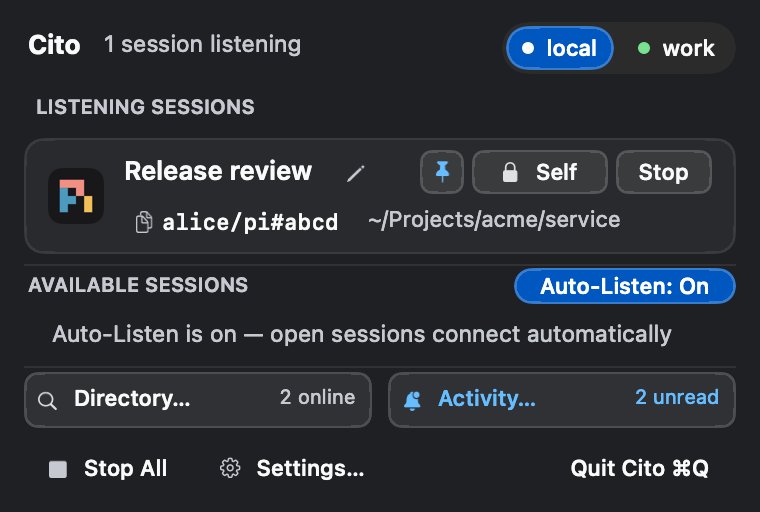 Cito 1 session listening local work
LISTENING SESSIONS
Release review Self Stop
alice/pi#abcd ~/Projects/acme/service
AVAILABLE SESSIONS Auto-Listen: On
Auto-Listen is on — open sessions connect automatically
Directory... 2 online Activity... 2 unread
Stop All Settings... Quit Cito ⌘Q